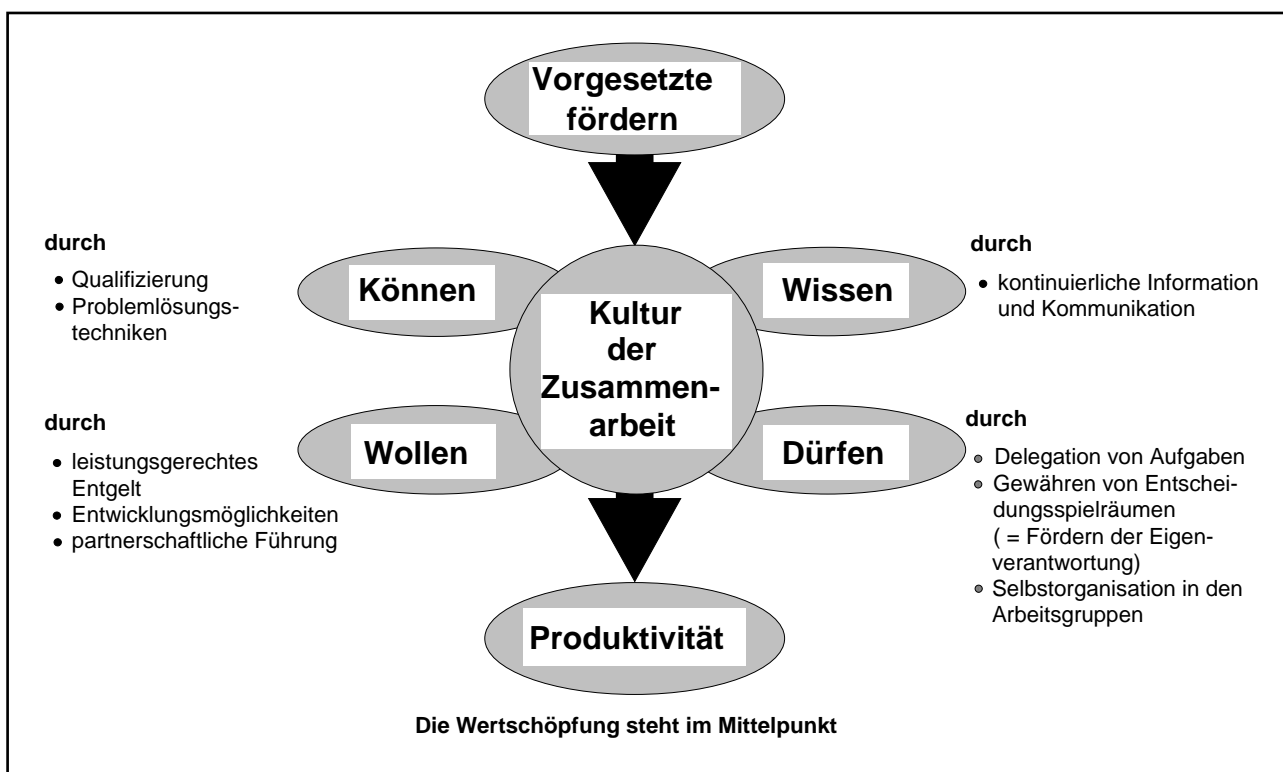 Vorgesetzte
fördern
durch
• Qualifizierung
• Problemlösungs-
techniken
Können
Wissen
durch
• kontinuierliche Information
und Kommunikation
Kultur
der
Zusammen-
arbeit
durch
• leistungsgerechtes
Entgelt
• Entwicklungsmöglichkeiten
• partnerschaftliche Führung
Wollen
Dürfen
durch
• Delegation von Aufgaben
• Gewähren von Entschei-
dungsspielräumen
( = Fördern der Eigen-
verantwortung)
• Selbstorganisation in den
Arbeitsgruppen
Produktivität
Die Wertschöpfung steht im Mittelpunkt